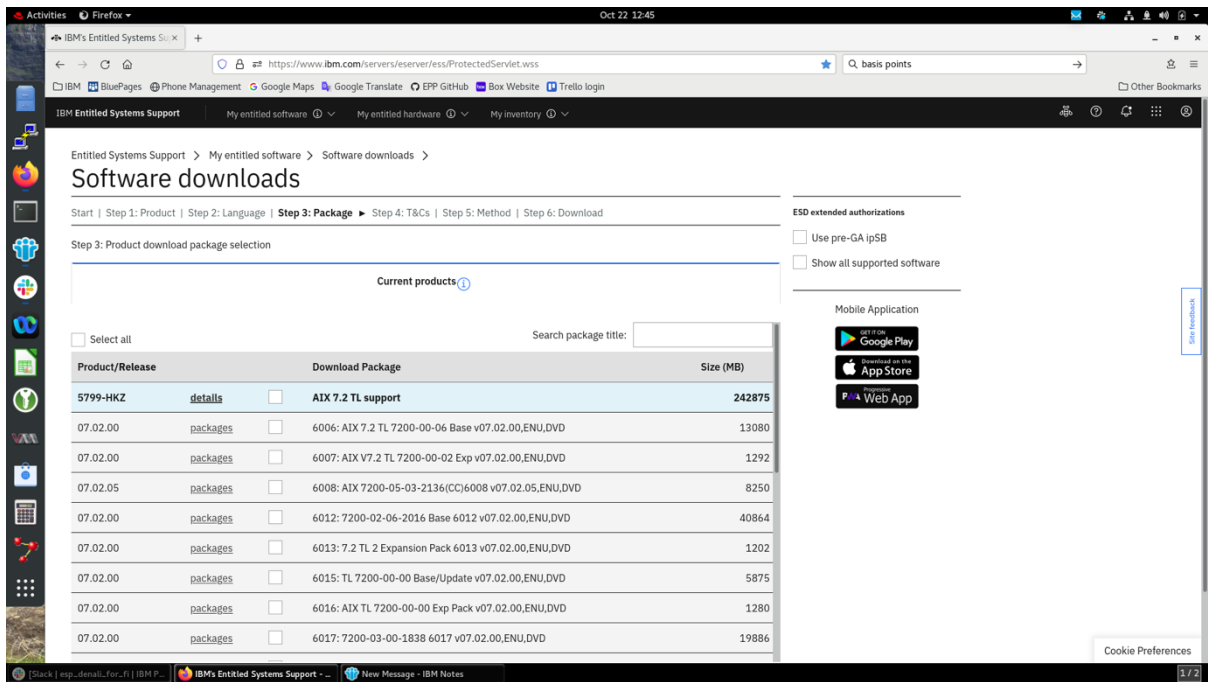 Activities Firefox Oct 22 12:45
IBM's Entitled Systems Su
https://www.ibm.com/servers/eserver/ess/ProtectedServlet.wss basis points
IBM BluePages Phone Management Google Maps Google Translate EPP GitHub Box Website Trello login Other Bookmarks
IBM Entitled Systems Support My entitled software My entitled hardware My inventory
Entitled Systems Support > My entitled software > Software downloads >
Software downloads
Start | Step 1: Product | Step 2: Language | Step 3: Package ► Step 4: T&Cs | Step 5: Method | Step 6: Download
Step 3: Product download package selection
Current products
Select all Search package title:
Product/Release Download Package Size (MB)
5799-HKZ details AIX 7.2 TL support 242875
07.02.00 packages 6006: AIX 7.2 TL 7200-00-06 Base v07.02.00,ENU,DVD 13080
07.02.00 packages 6007: AIX V7.2 TL 7200-00-02 Exp v07.02.00,ENU,DVD 1292
07.02.05 packages 6008: AIX 7200-05-03-2136(CC)6008 v07.02.05,ENU,DVD 8250
07.02.00 packages 6012: 7200-02-06-2016 Base 6012 v07.02.00,ENU,DVD 40864
07.02.00 packages 6013: 7.2 TL 2 Expansion Pack 6013 v07.02.00,ENU,DVD 1202
07.02.00 packages 6015: TL 7200-00-00 Base/Update v07.02.00,ENU,DVD 5875
07.02.00 packages 6016: AIX TL 7200-00-00 Exp Pack v07.02.00,ENU,DVD 1280
07.02.00 packages 6017: 7200-03-00-1838 6017 v07.02.00,ENU,DVD 19886
ESD extended authorizations
Use pre-GA ipSB
Show all supported software
Mobile Application
GET IT ON
Google Play
Download on the
App Store
Progressive
PWA Web App
Site feedback
Cookie Preferences
[Slack | esp_denali_for_fi | IBM P... IBM's Entitled Systems Support - ... New Message - IBM Notes 1 / 2